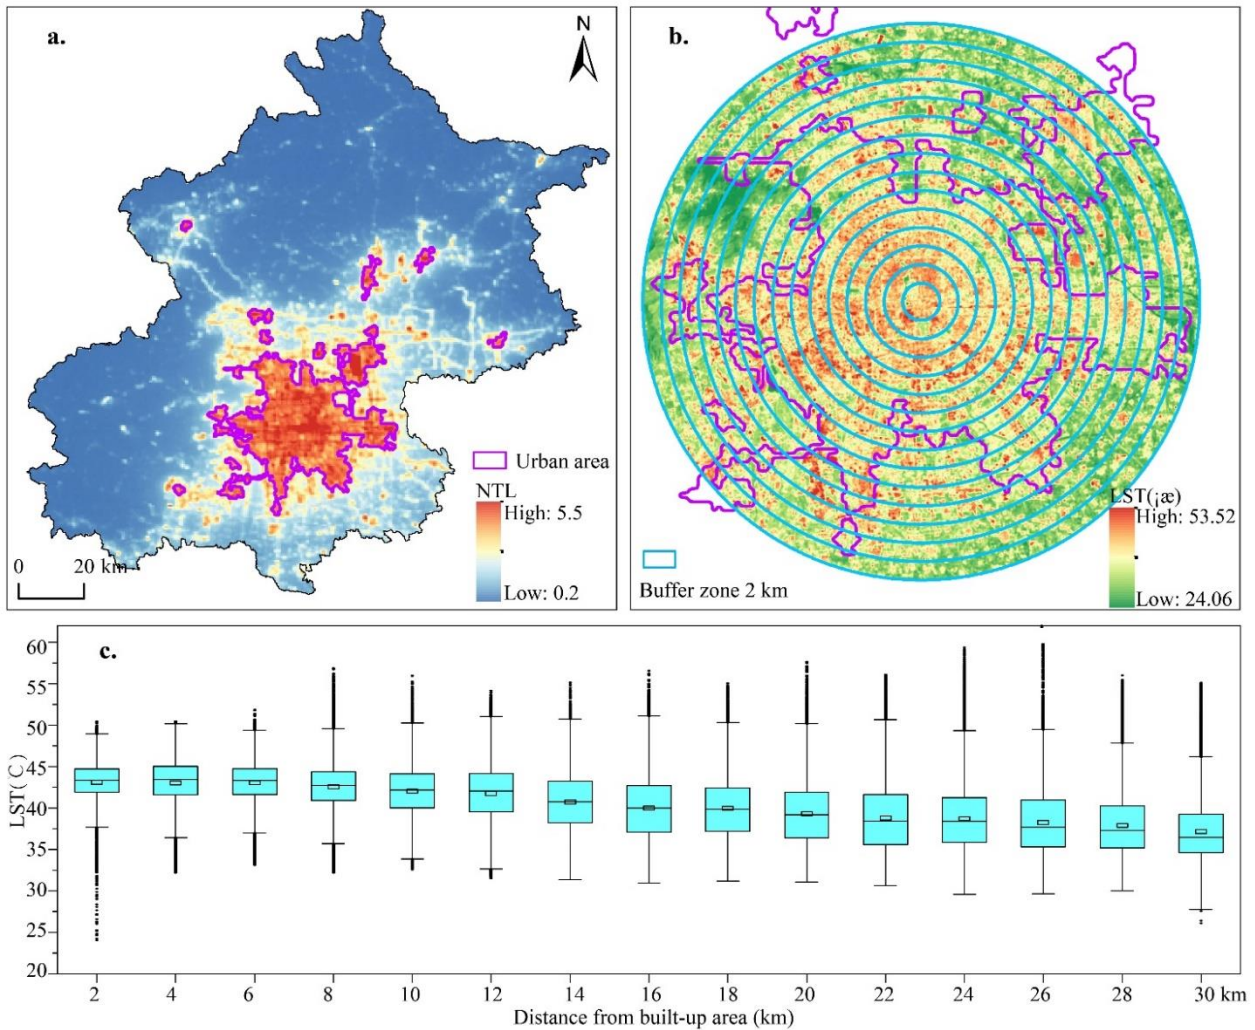 a.
N
Urban area
NTL
High: 5.5
Low: 0.2
0 20 km
b.
LST(¡æ)
High: 53.52
Low: 24.06
Buffer zone 2 km
c.
LST(℃)
60
55
50
45
40
35
30
25
20
2 4 6 8 10 12 14 16 18 20 22 24 26 28 30 km
Distance from built-up area (km)